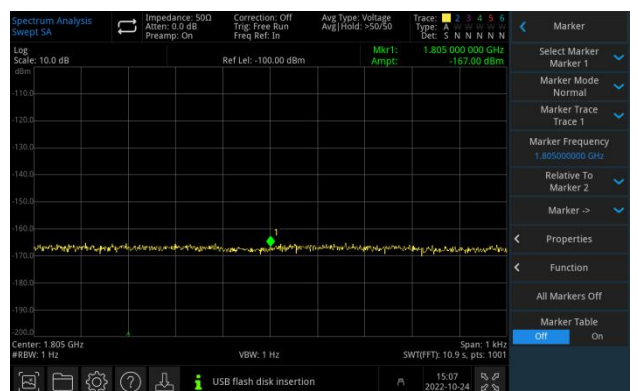 Spectrum Analysis
Swept SA
Impedance: 50Ω
Atten: 0.0 dB
Preamp: On
Correction: Off
Trig: Free Run
Freq Ref: In
Avg Type: Voltage
Avg|Hold: >50/50
Trace: 1 2 3 4 5 6
Type: A W W W W W
Det: S N N N N N
Log
Scale: 10.0 dB
Ref Lel: -100.00 dBm
Mkr1: 1.805 000 000 GHz
Ampt: -167.00 dBm
dBm
-110.0
-130.0
-140.0
-150.0
-160.0
1
-170.0
-180.0
-190.0
-200.0
Center: 1.805 GHz
#RBW: 1 Hz
VBW: 1 Hz
Span: 1 kHz
SWT(FFT): 10.9 s, pts: 1001
USB flash disk insertion
15:07
2022-10-24
Marker
Select Marker
Marker 1
Marker Mode
Normal
Marker Trace
Trace 1
Marker Frequency
1.805000000 GHz
Relative To
Marker 2
Marker ->
Properties
Function
All Markers Off
Marker Table
Off On